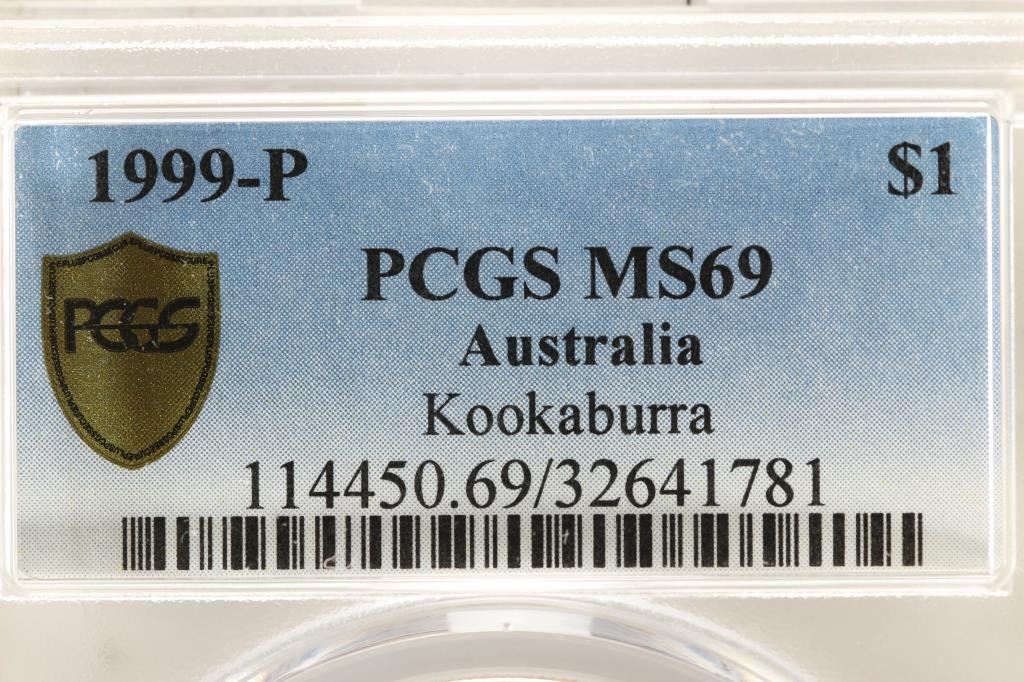 1999-P $1
PCGS MS69
PCGS
Australia
Kookaburra
114450.69/32641781